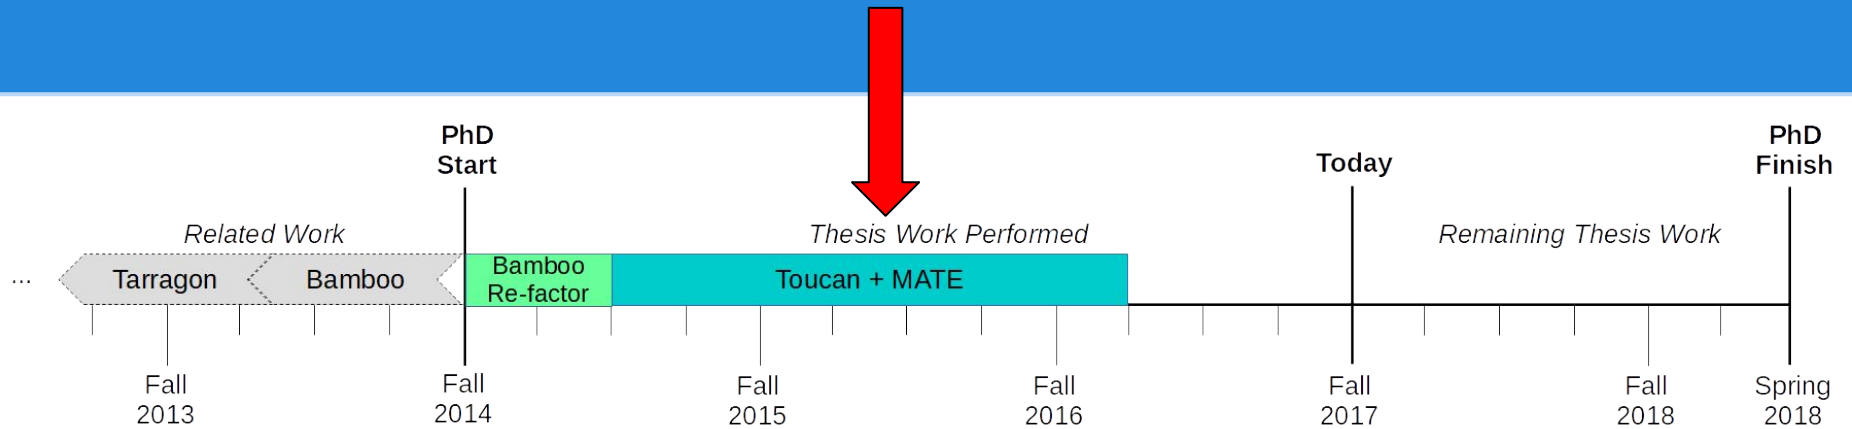 PhD
Start
Today
PhD
Finish
Related Work
Thesis Work Performed
Remaining Thesis Work
...
Tarragon
Bamboo
Bamboo
Re-factor
Toucan + MATE
Fall
2013
Fall
2014
Fall
2015
Fall
2016
Fall
2017
Fall
2018
Spring
2018